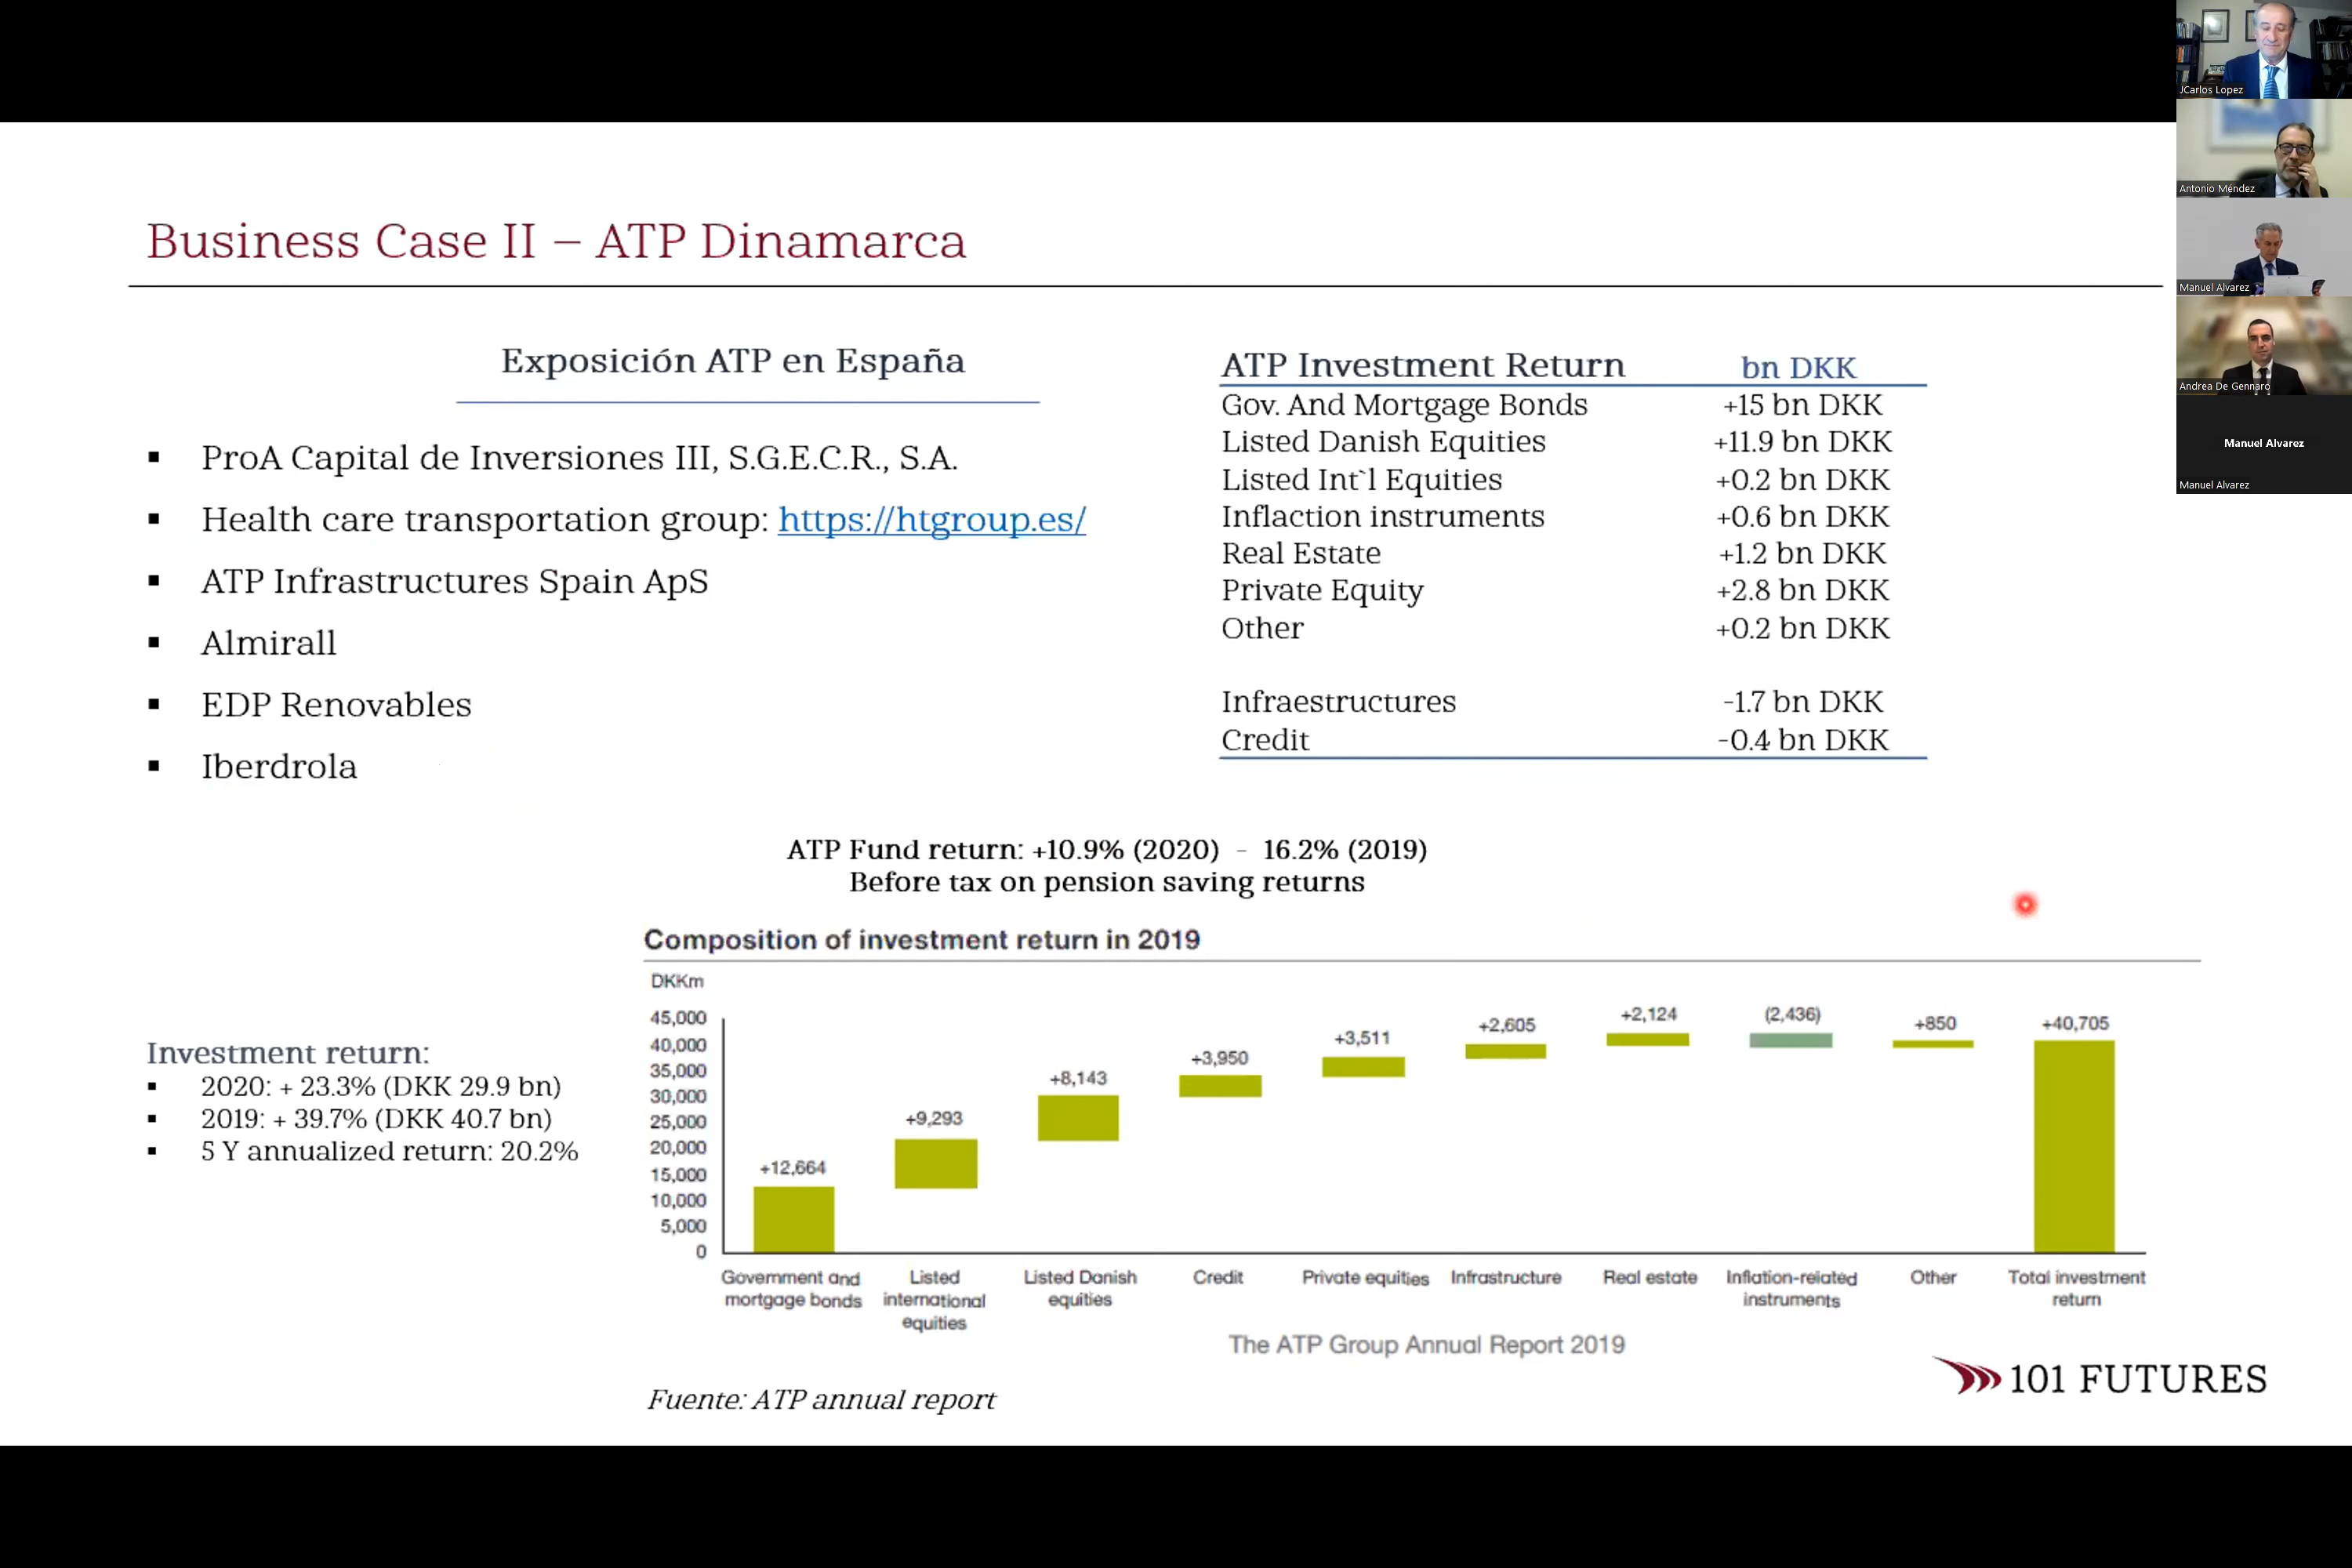 Business Case II – ATP Dinamarca
Exposición ATP en España
▪ ProA Capital de Inversiones III, S.G.E.C.R., S.A.
▪ Health care transportation group: https://htgroup.es/
▪ ATP Infrastructures Spain ApS
▪ Almirall
▪ EDP Renovables
▪ Iberdrola
ATP Investment Return bn DKK
Gov. And Mortgage Bonds +15 bn DKK
Listed Danish Equities +11.9 bn DKK
Listed Int`l Equities +0.2 bn DKK
Inflaction instruments +0.6 bn DKK
Real Estate +1.2 bn DKK
Private Equity +2.8 bn DKK
Other +0.2 bn DKK
Infraestructures -1.7 bn DKK
Credit -0.4 bn DKK
ATP Fund return: +10.9% (2020) - 16.2% (2019)
Before tax on pension saving returns
Investment return:
▪ 2020: + 23.3% (DKK 29.9 bn)
▪ 2019: + 39.7% (DKK 40.7 bn)
▪ 5 Y annualized return: 20.2%
Composition of investment return in 2019
DKKm
45,000
40,000
35,000
30,000
25,000
20,000
15,000
10,000
5,000
0
+12,664
+9,293
+8,143
+3,950
+3,511
+2,605
+2,124
(2,436)
+850
+40,705
Government and
mortgage bonds
Listed
international
equities
Listed Danish
equities
Credit
Private equities
Infrastructure
Real estate
Inflation-related
instruments
Other
Total investment
return
The ATP Group Annual Report 2019
Fuente: ATP annual report
101 FUTURES
JCarlos Lopez
Antonio Méndez
Manuel Alvarez
Andrea De Gennaro
Manuel Alvarez
Manuel Alvarez